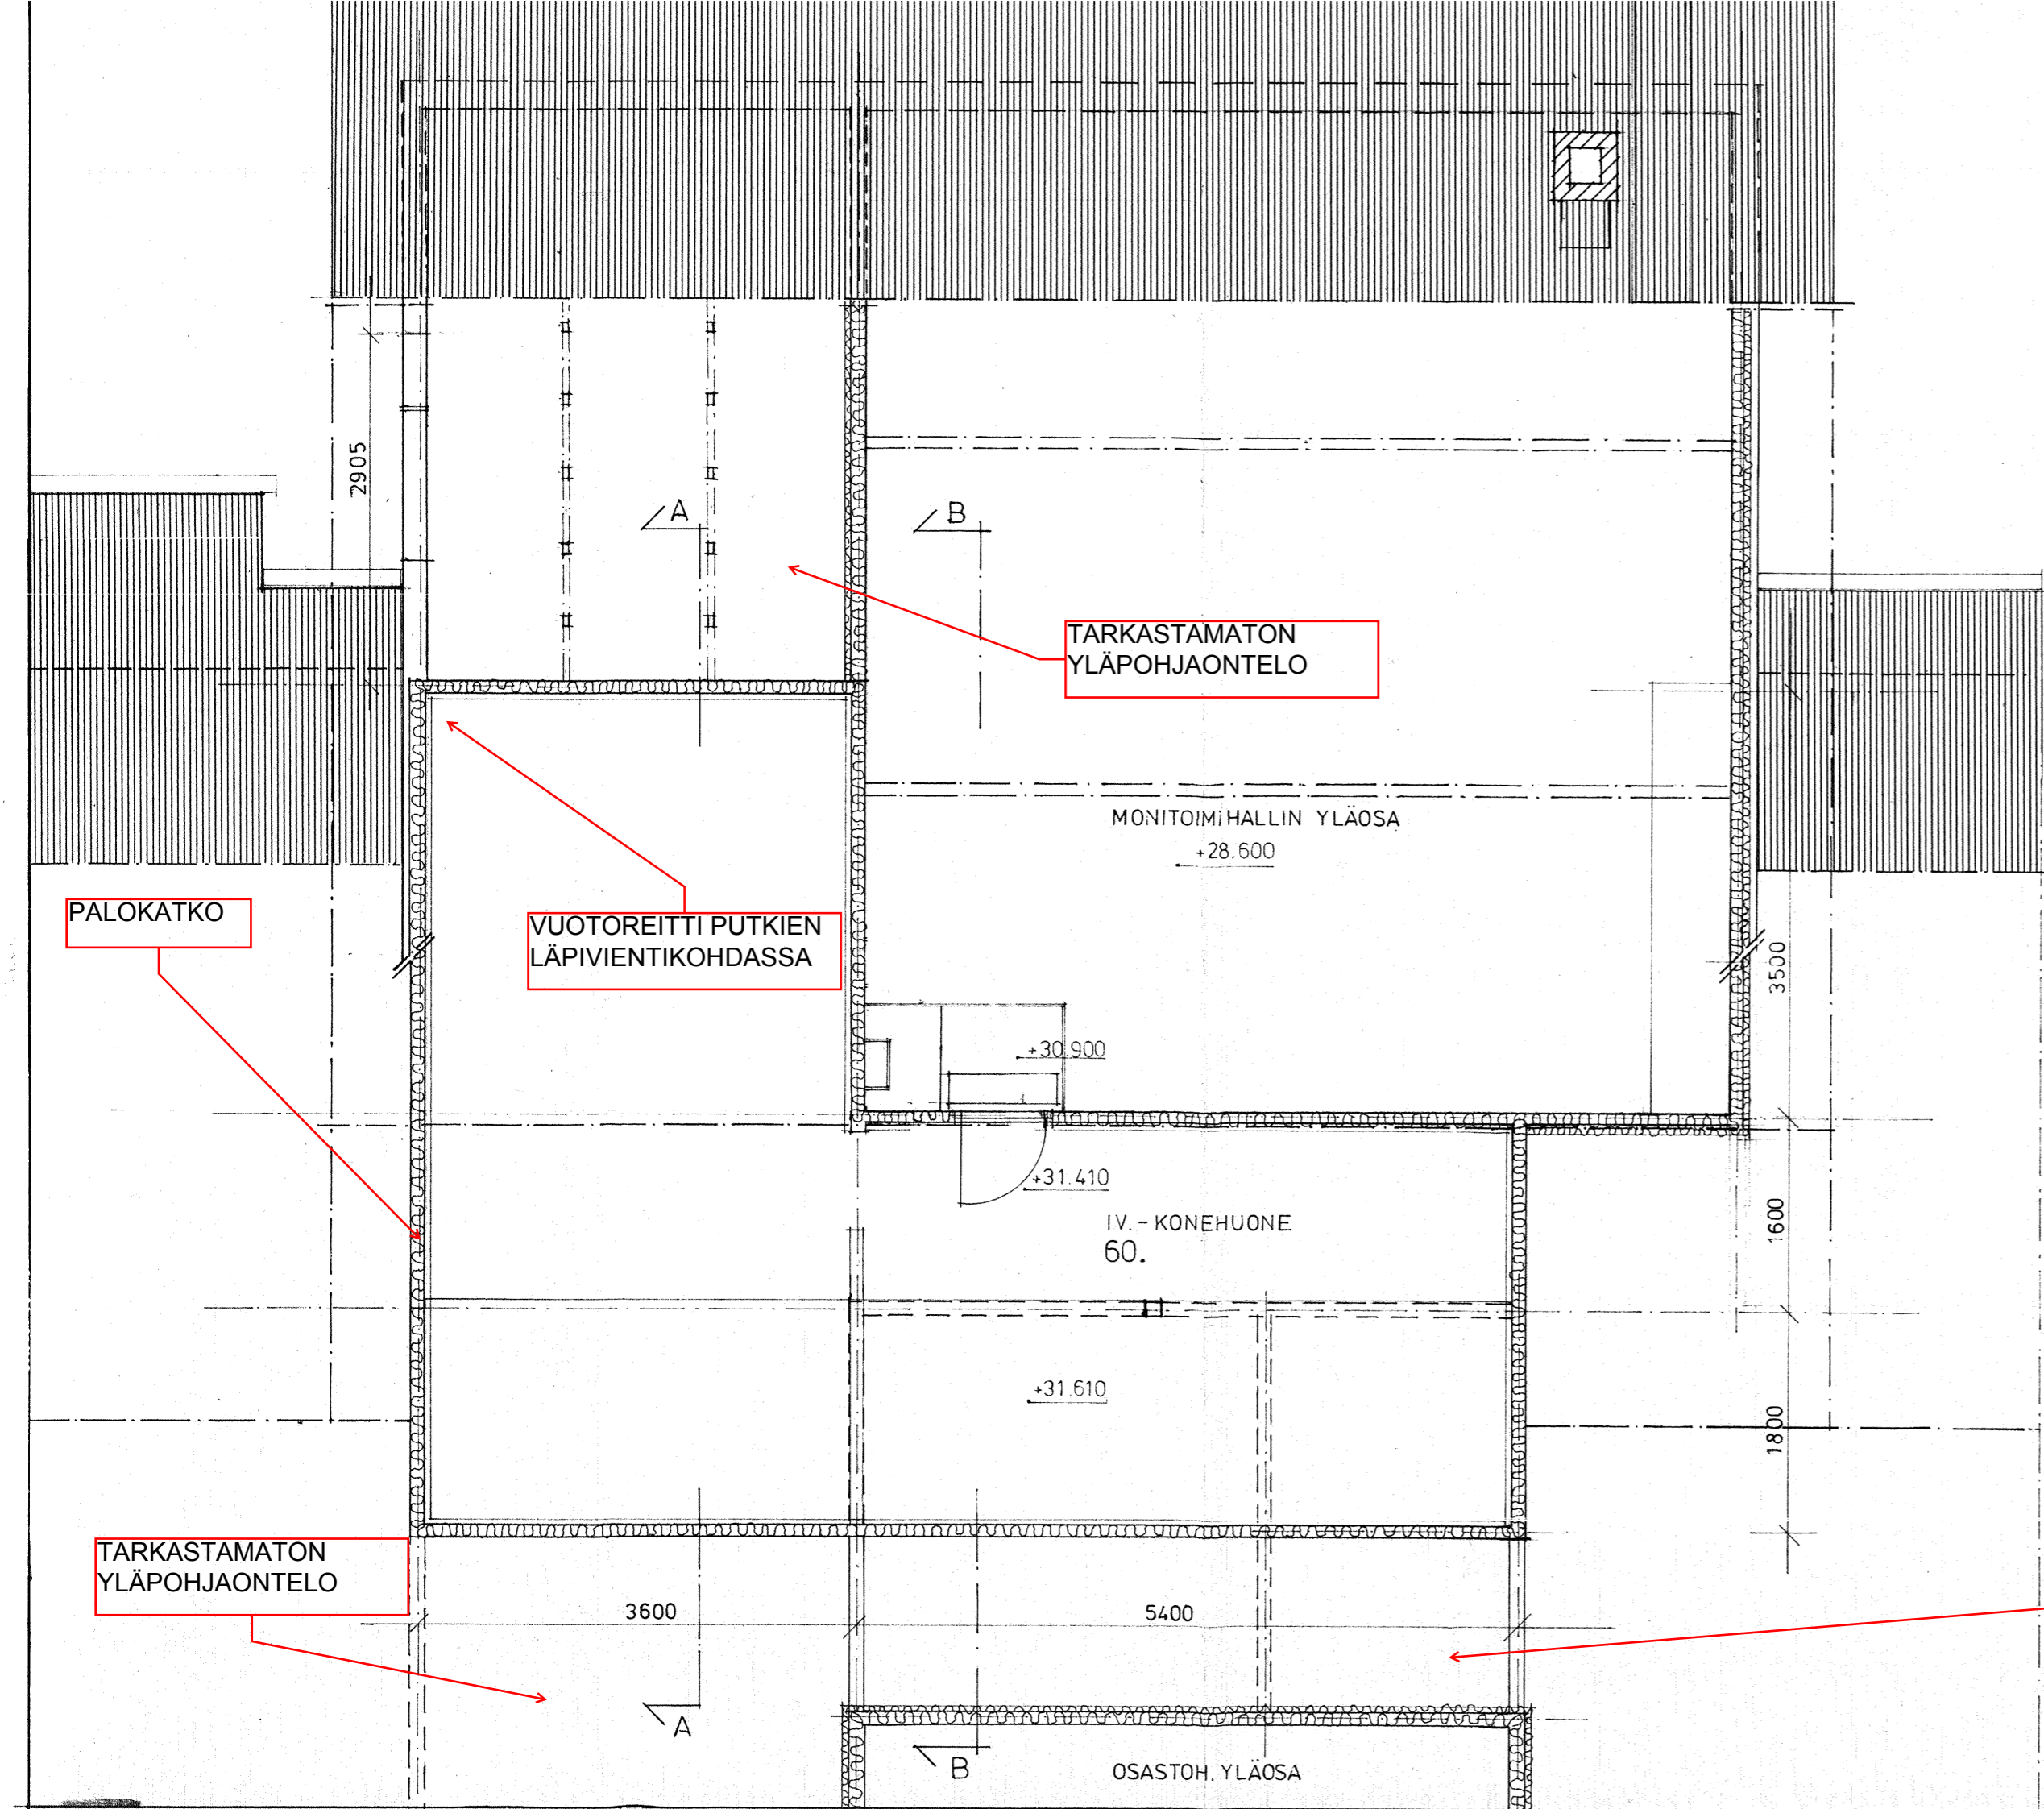 2905
A
B
TARKASTAMATON
YLÄPOHJAONTELO
MONITOIMIHALLIN YLÄOSA
+28.600
PALOKATKO
VUOTOREITTI PUTKIEN
LÄPIVIENTIKOHDASSA
3500
+30.900
+31.410
IV.-KONEHUONE
60.
1600
+31.610
1800
TARKASTAMATON
YLÄPOHJAONTELO
3600
5400
A
B
OSASTOH. YLÄOSA